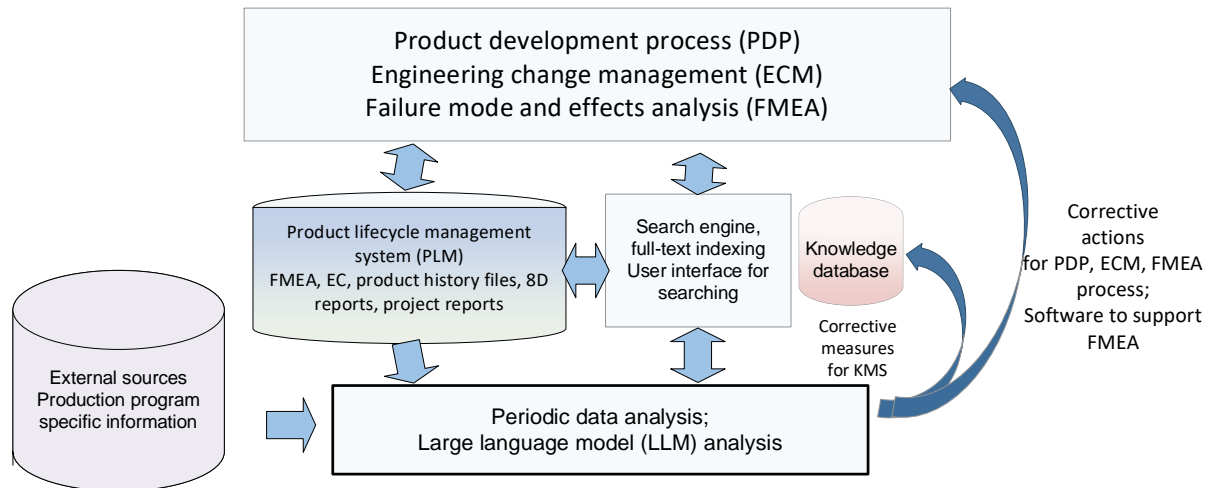 Product development process (PDP)
Engineering change management (ECM)
Failure mode and effects analysis (FMEA)
Product lifecycle management
system (PLM)
FMEA, EC, product history files, 8D
reports, project reports
Search engine,
full-text indexing
User interface for
searching
Knowledge
database
Corrective
actions
for PDP, ECM, FMEA
process;
Software to support
FMEA
Corrective
measures
for KMS
External sources
Production program
specific information
Periodic data analysis;
Large language model (LLM) analysis